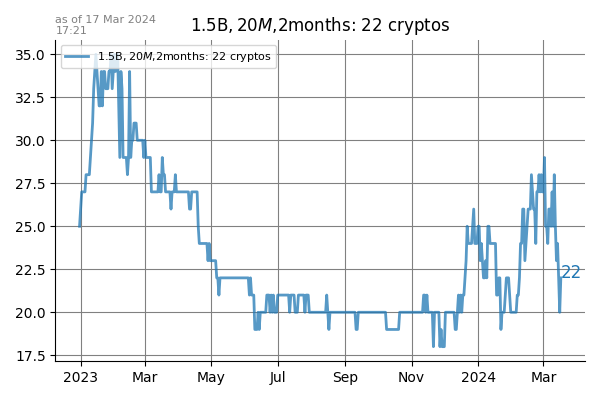 as of 17 Mar 2024
17:21
1.5B, 20M,2months: 22 cryptos
1.5B, 20M,2months: 22 cryptos
35.0
32.5
30.0
27.5
25.0
22.5
20.0
17.5
22
2023 Mar May Jul Sep Nov 2024 Mar